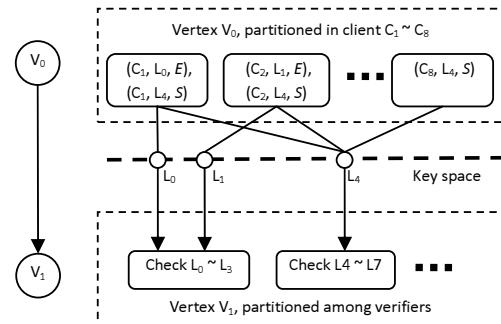 Vertex V₀, partitioned in client C₁ ~ C₈
V₀
(C₁, L₀, E),
(C₁, L₄, S)
(C₂, L₁, E),
(C₂, L₄, S)
(C₈, L₄, S)
L₀
L₁
L₄
Key space
V₁
Check L₀ ~ L₃
Check L4 ~ L7
Vertex V₁, partitioned among verifiers